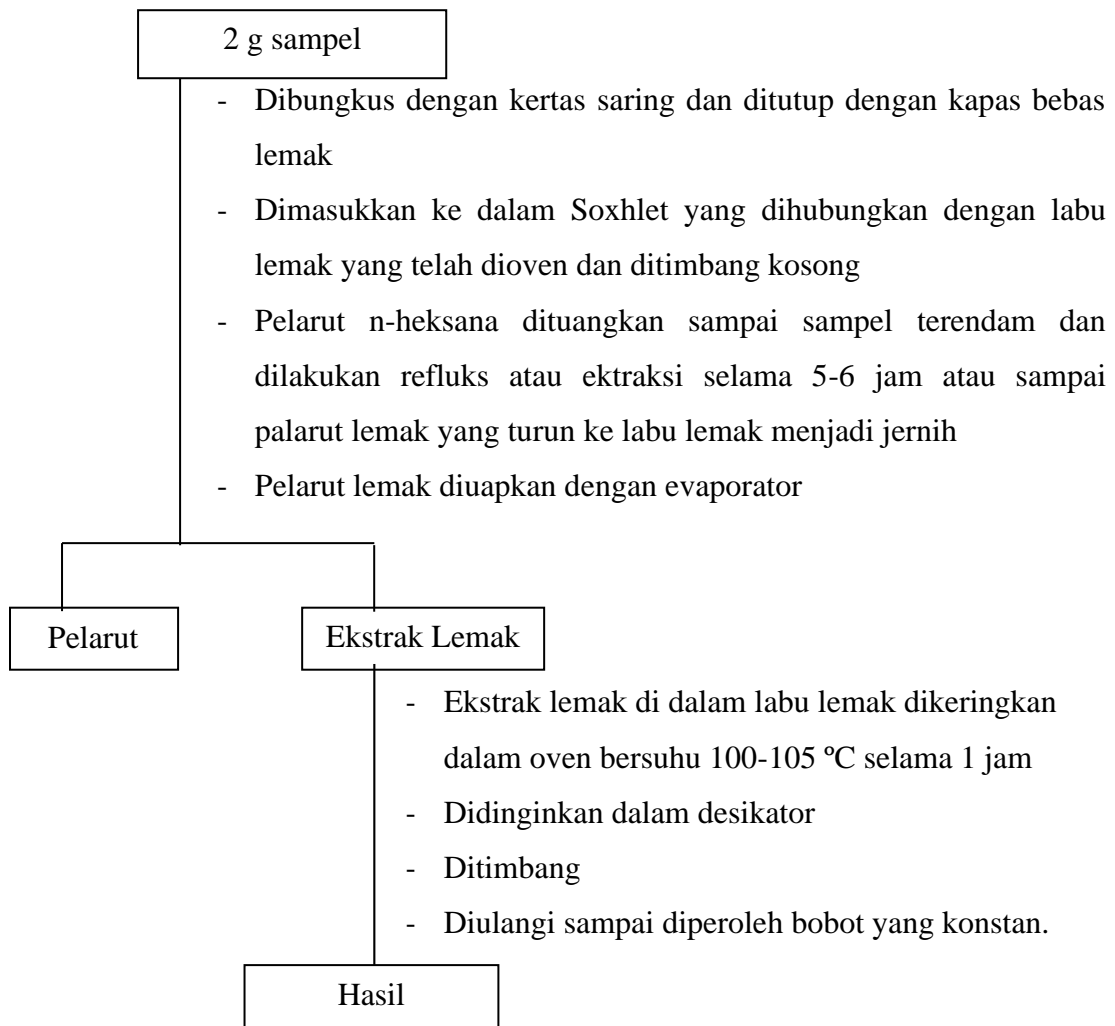 2 g sampel
- Dibungkus dengan kertas saring dan ditutup dengan kapas bebas
lemak
- Dimasukkan ke dalam Soxhlet yang dihubungkan dengan labu
lemak yang telah dioven dan ditimbang kosong
- Pelarut n-heksana dituangkan sampai sampel terendam dan
dilakukan refluks atau ektraksi selama 5-6 jam atau sampai
palarut lemak yang turun ke labu lemak menjadi jernih
- Pelarut lemak diuapkan dengan evaporator
Pelarut
Ekstrak Lemak
- Ekstrak lemak di dalam labu lemak dikeringkan
dalam oven bersuhu 100-105 ºC selama 1 jam
- Didinginkan dalam desikator
- Ditimbang
- Diulangi sampai diperoleh bobot yang konstan.
Hasil